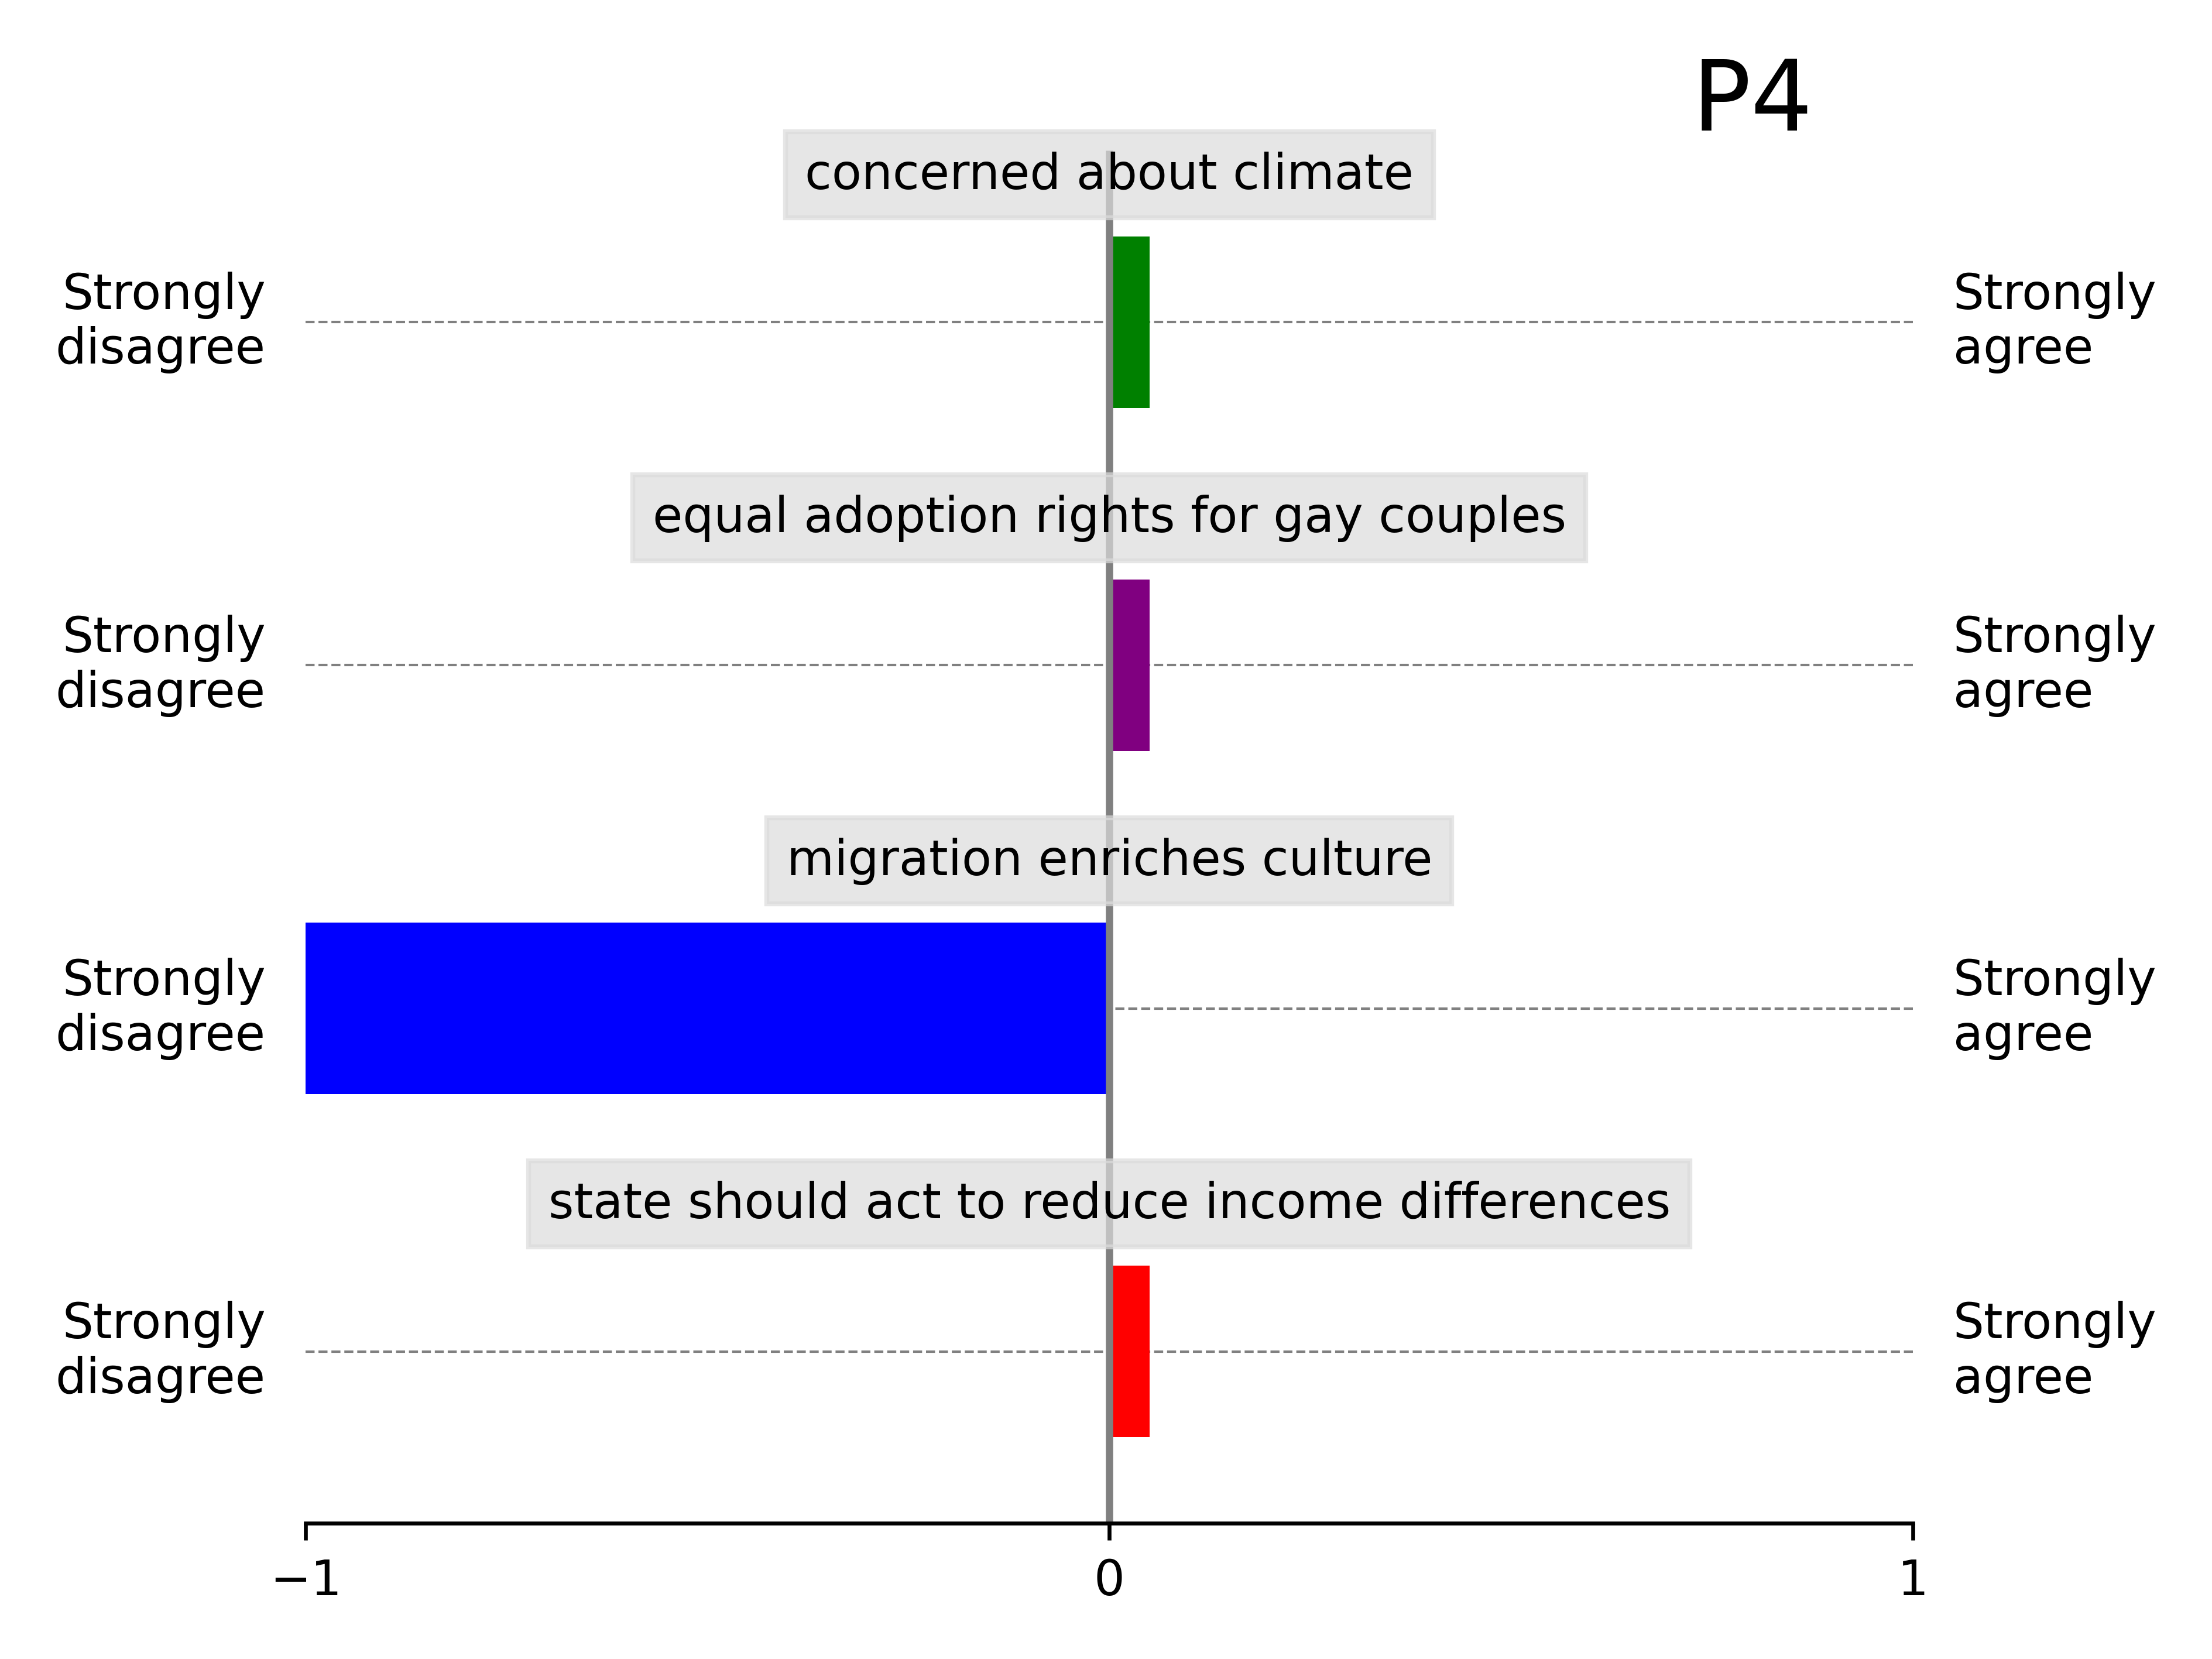 P4
concerned about climate
Strongly
disagree
Strongly
agree
equal adoption rights for gay couples
Strongly
disagree
Strongly
agree
migration enriches culture
Strongly
disagree
Strongly
agree
state should act to reduce income differences
Strongly
disagree
Strongly
agree
−1 0 1